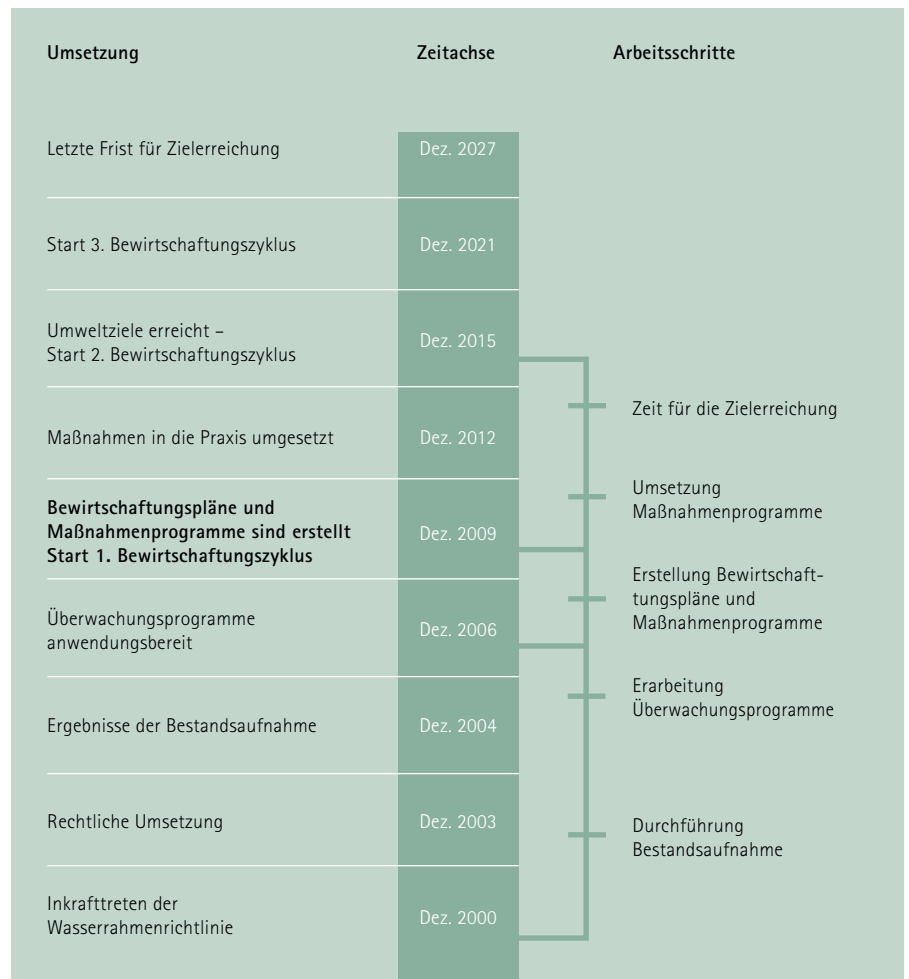 Umsetzung Zeitachse Arbeitsschritte
Letzte Frist für Zielerreichung Dez. 2027
Start 3. Bewirtschaftungszyklus Dez. 2021
Umweltziele erreicht –
Start 2. Bewirtschaftungszyklus
Dez. 2015
Zeit für die Zielerreichung
Maßnahmen in die Praxis umgesetzt Dez. 2012
Umsetzung
Maßnahmenprogramme
Bewirtschaftungspläne und
Maßnahmenprogramme sind erstellt
Start 1. Bewirtschaftungszyklus
Dez. 2009
Erstellung Bewirtschaf-
tungspläne und
Maßnahmenprogramme
Überwachungsprogramme
anwendungsbereit
Dez. 2006
Erarbeitung
Überwachungsprogramme
Ergebnisse der Bestandsaufnahme Dez. 2004
Rechtliche Umsetzung Dez. 2003
Durchführung
Bestandsaufnahme
Inkrafttreten der
Wasserrahmenrichtlinie
Dez. 2000